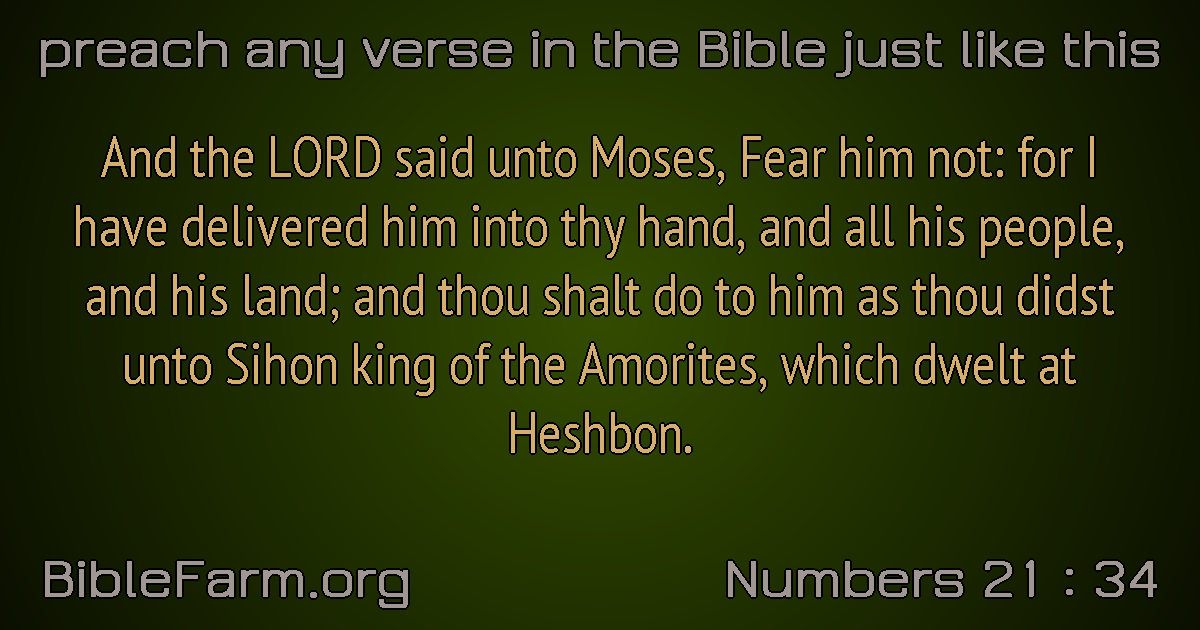 preach any verse in the Bible just like this
And the LORD said unto Moses, Fear him not: for I
have delivered him into thy hand, and all his people,
and his land; and thou shalt do to him as thou didst
unto Sihon king of the Amorites, which dwelt at
Heshbon.
BibleFarm.org
Numbers 21 : 34